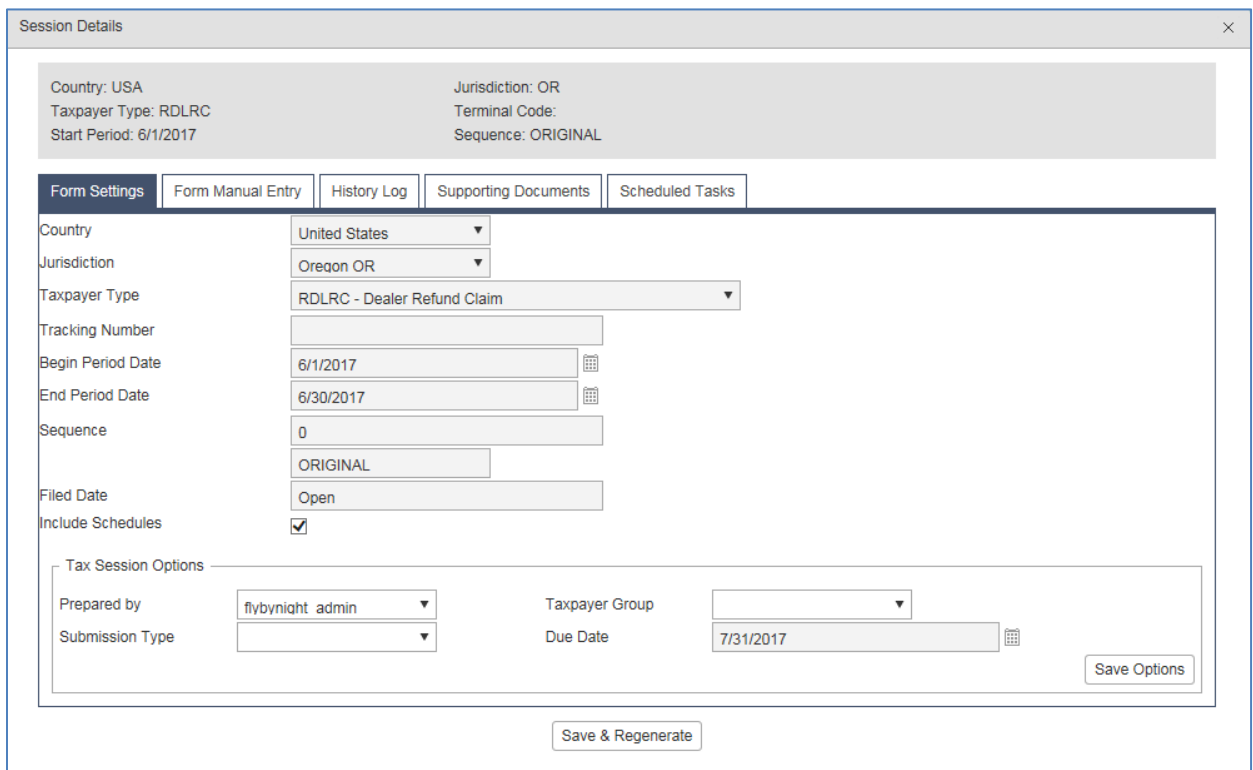 Session Details
Country: USA Jurisdiction: OR
Taxpayer Type: RDLRC Terminal Code:
Start Period: 6/1/2017 Sequence: ORIGINAL
Form Settings Form Manual Entry History Log Supporting Documents Scheduled Tasks
Country United States
Jurisdiction Oregon OR
Taxpayer Type RDLRC - Dealer Refund Claim
Tracking Number
Begin Period Date 6/1/2017
End Period Date 6/30/2017
Sequence 0
ORIGINAL
Filed Date Open
Include Schedules
Tax Session Options
Prepared by flybynight_admin Taxpayer Group
Submission Type Due Date 7/31/2017
Save Options
Save & Regenerate